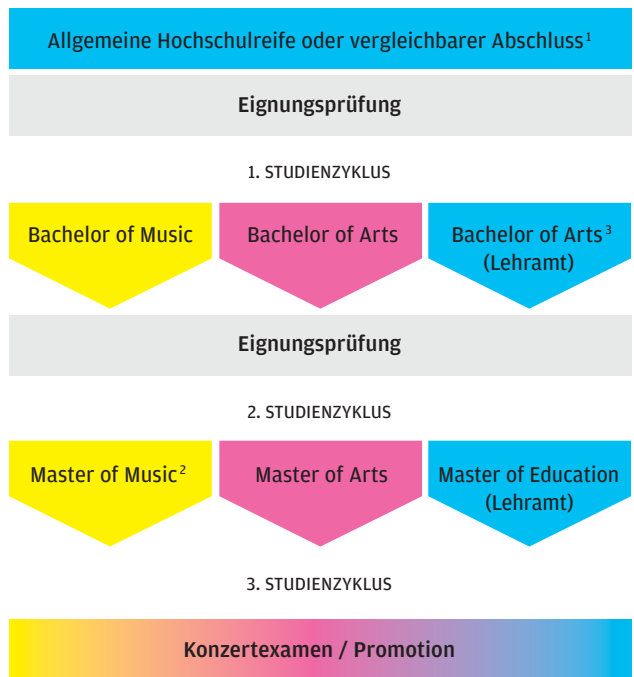 Allgemeine Hochschulreife oder vergleichbarer Abschluss¹
Eignungsprüfung
1. STUDIENZYKLUS
Bachelor of Music
Bachelor of Arts
Bachelor of Arts³
(Lehramt)
Eignungsprüfung
2. STUDIENZYKLUS
Master of Music²
Master of Arts
Master of Education
(Lehramt)
3. STUDIENZYKLUS
Konzertexamen / Promotion